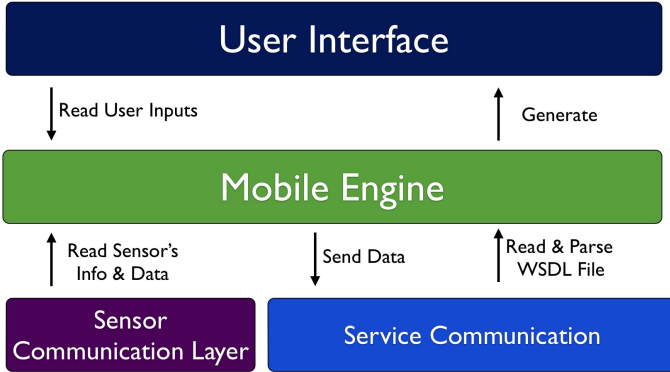 User Interface
Read User Inputs
Generate
Mobile Engine
Read Sensor's
Info & Data
Send Data
Read & Parse
WSDL File
Sensor
Communication Layer
Service Communication